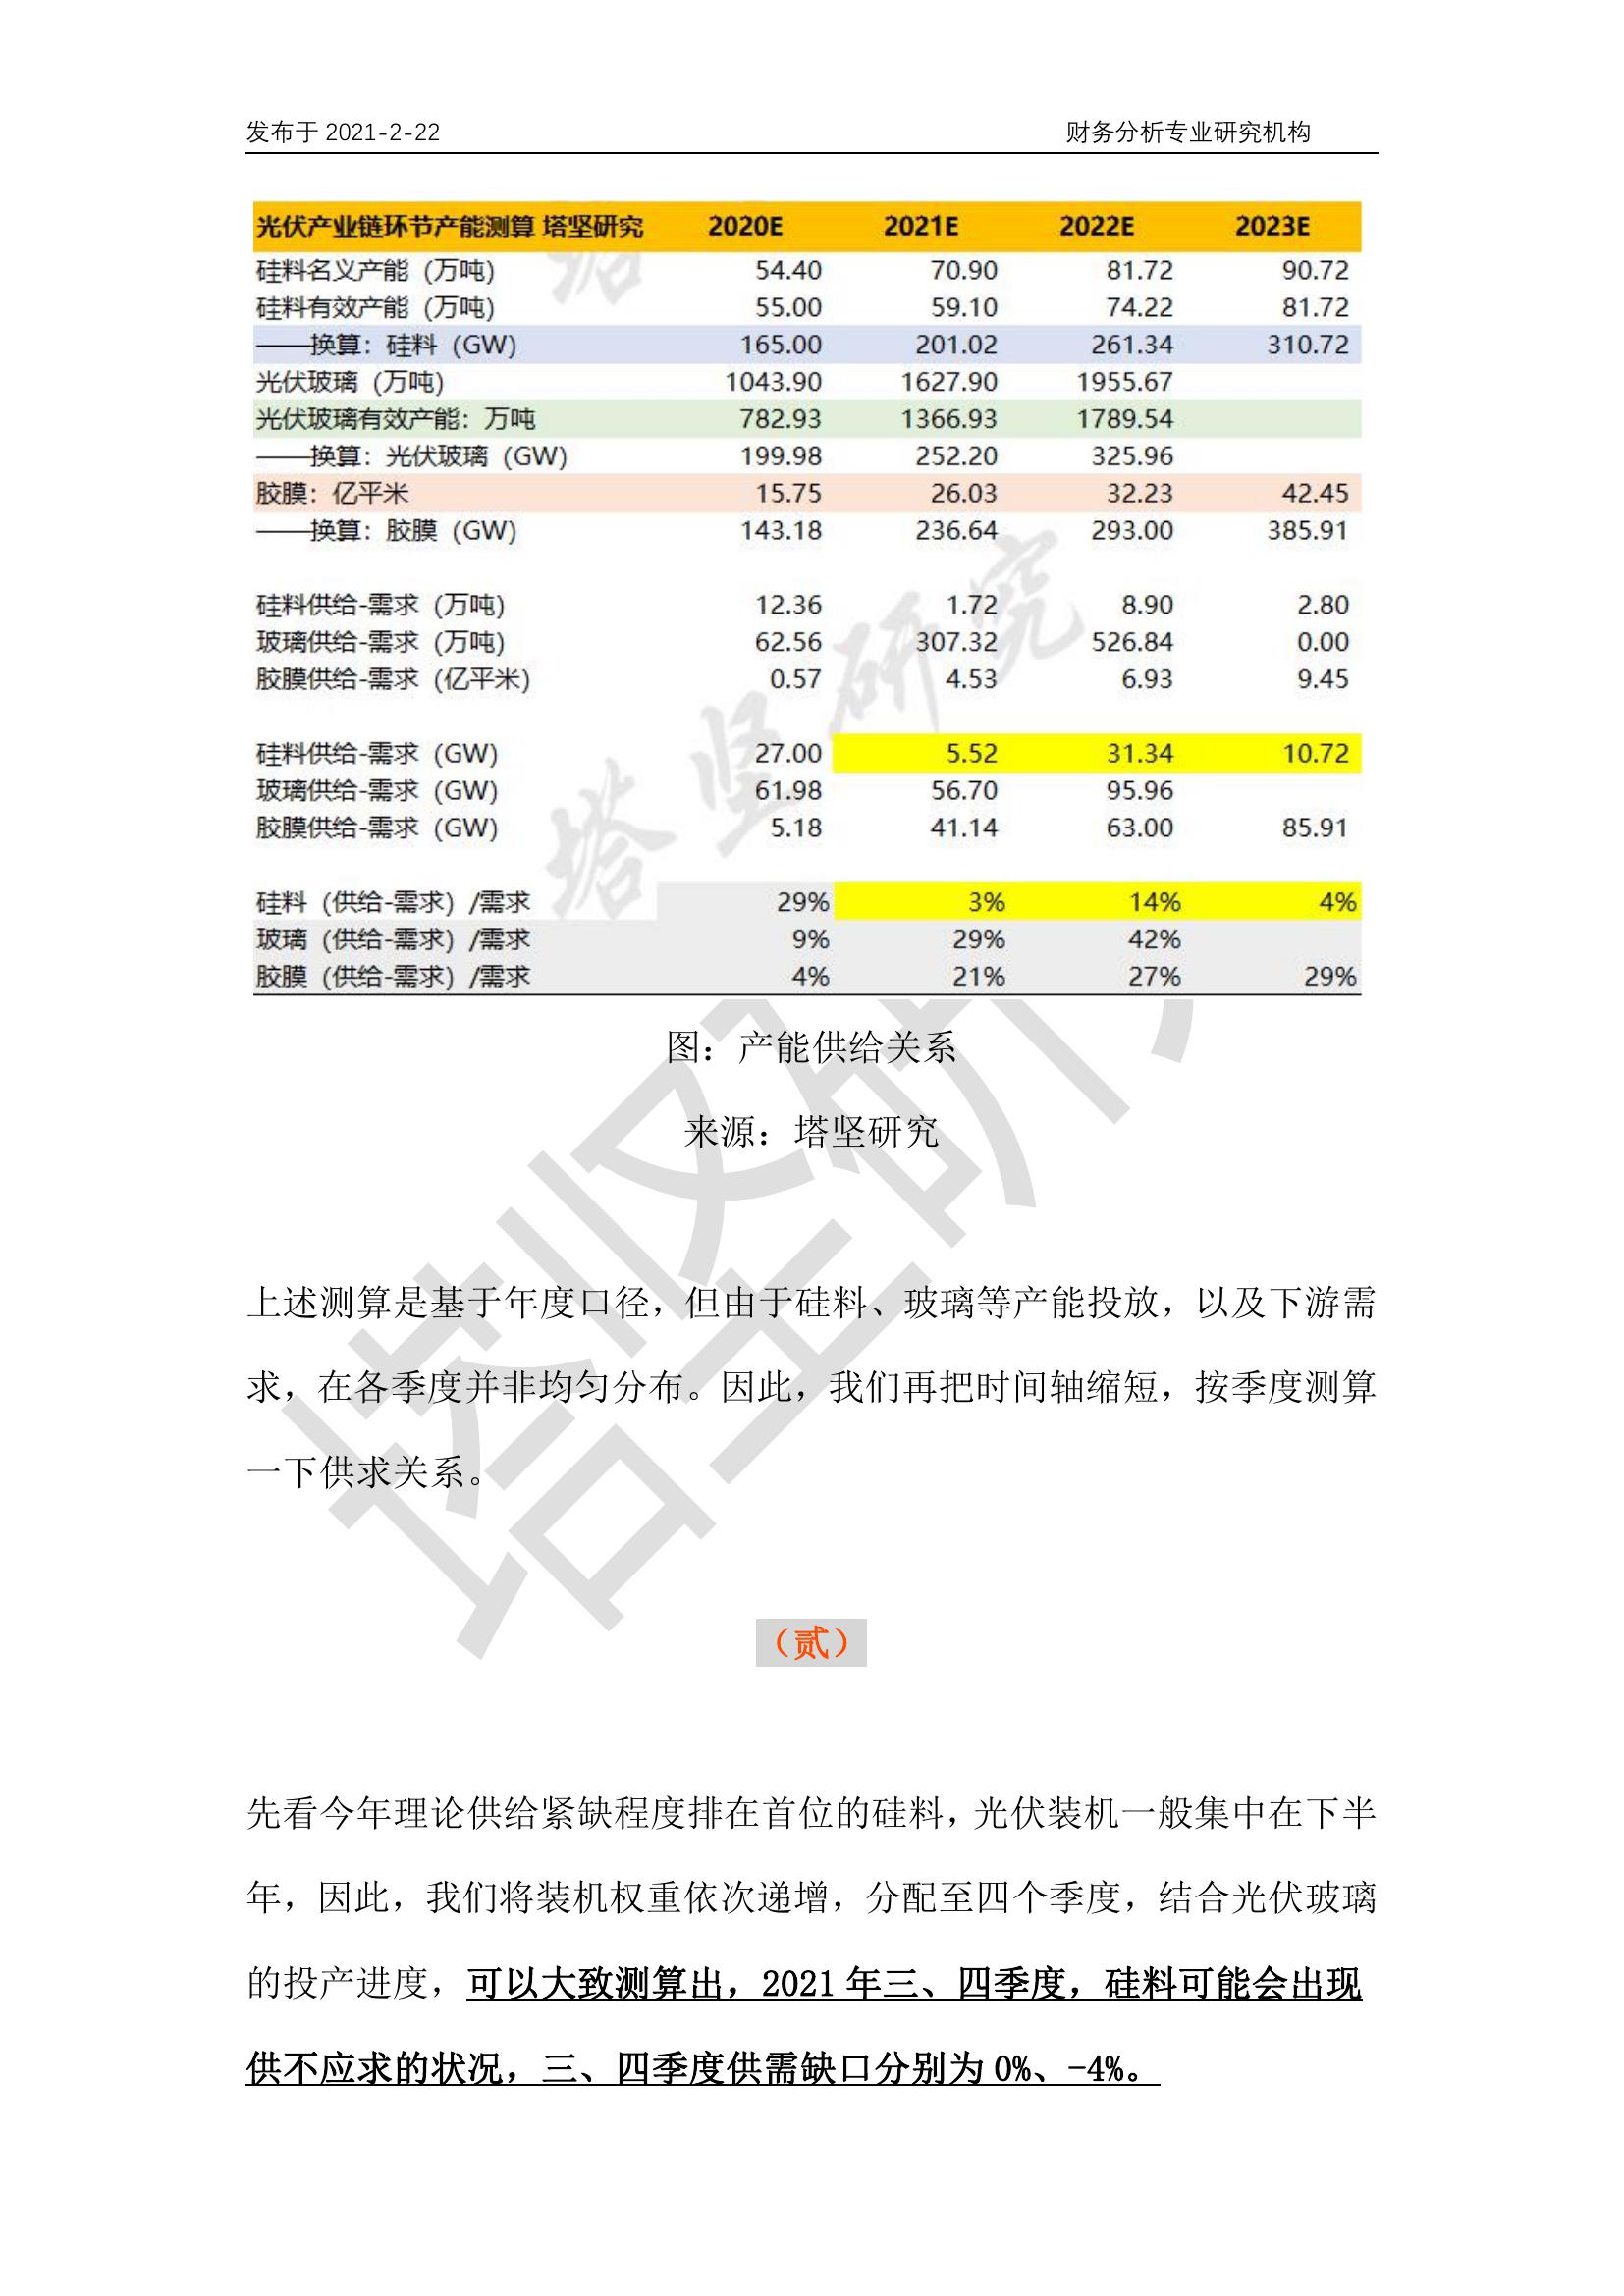 发布于 2021-2-22 财务分析专业研究机构
光伏产业链环节产能测算 塔坚研究 2020E 2021E 2022E 2023E
硅料名义产能（万吨） 54.40 70.90 81.72 90.72
硅料有效产能（万吨） 55.00 59.10 74.22 81.72
——换算：硅料（GW） 165.00 201.02 261.34 310.72
光伏玻璃（万吨） 1043.90 1627.90 1955.67
光伏玻璃有效产能：万吨 782.93 1366.93 1789.54
——换算：光伏玻璃（GW） 199.98 252.20 325.96
胶膜：亿平米 15.75 26.03 32.23 42.45
——换算：胶膜（GW） 143.18 236.64 293.00 385.91
硅料供给-需求（万吨） 12.36 1.72 8.90 2.80
玻璃供给-需求（万吨） 62.56 307.32 526.84 0.00
胶膜供给-需求（亿平米） 0.57 4.53 6.93 9.45
硅料供给-需求（GW） 27.00 5.52 31.34 10.72
玻璃供给-需求（GW） 61.98 56.70 95.96
胶膜供给-需求（GW） 5.18 41.14 63.00 85.91
硅料（供给-需求）/需求 29% 3% 14% 4%
玻璃（供给-需求）/需求 9% 29% 42%
胶膜（供给-需求）/需求 4% 21% 27% 29%
塔坚研究
图：产能供给关系
来源：塔坚研究
上述测算是基于年度口径，但由于硅料、玻璃等产能投放，以及下游需
求，在各季度并非均匀分布。因此，我们再把时间轴缩短，按季度测算
一下供求关系。
塔坚研
（贰）
先看今年理论供给紧缺程度排在首位的硅料，光伏装机一般集中在下半
年，因此，我们将装机权重依次递增，分配至四个季度，结合光伏玻璃
的投产进度，可以大致测算出，2021 年三、四季度，硅料可能会出现
供不应求的状况，三、四季度供需缺口分别为 0%、-4%。